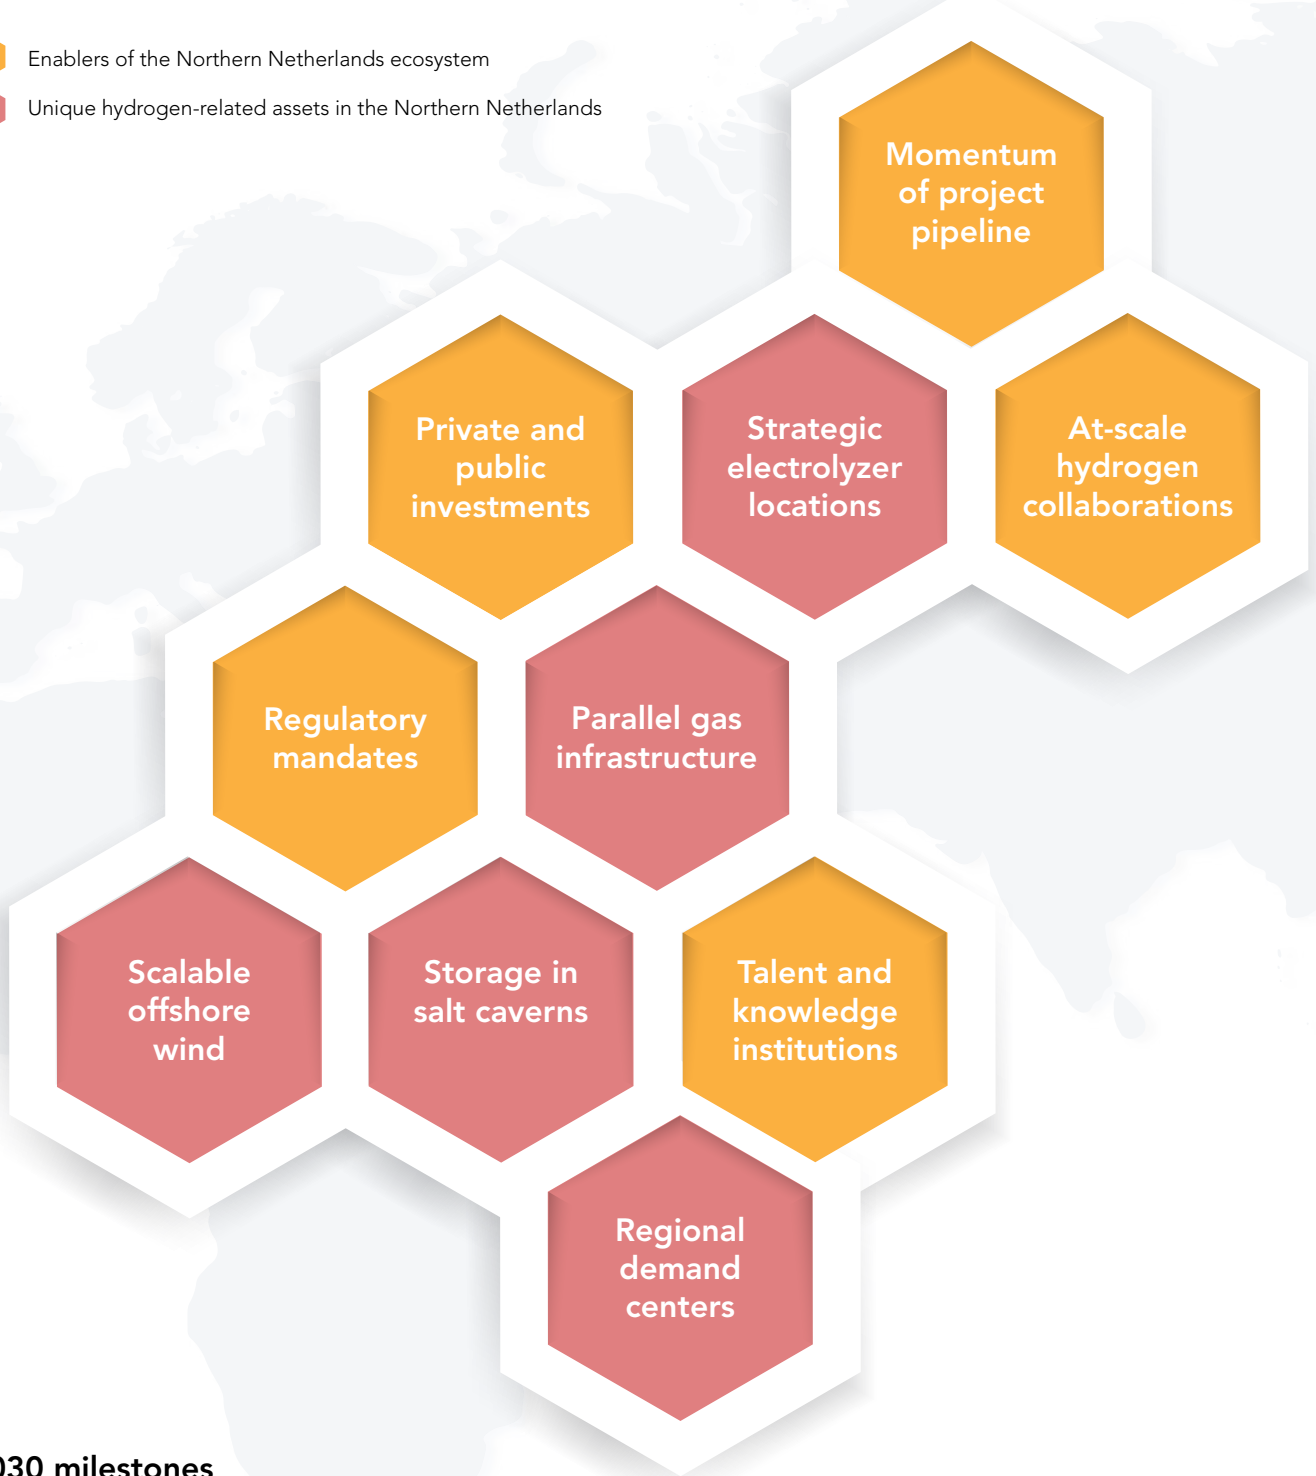 Enablers of the Northern Netherlands ecosystem
Unique hydrogen-related assets in the Northern Netherlands
Momentum
of project
pipeline
Private and
public
investments
Strategic
electrolyzer
locations
At-scale
hydrogen
collaborations
Regulatory
mandates
Parallel gas
infrastructure
Scalable
offshore
wind
Storage in
salt caverns
Talent and
knowledge
institutions
Regional
demand
centers
030 milestones